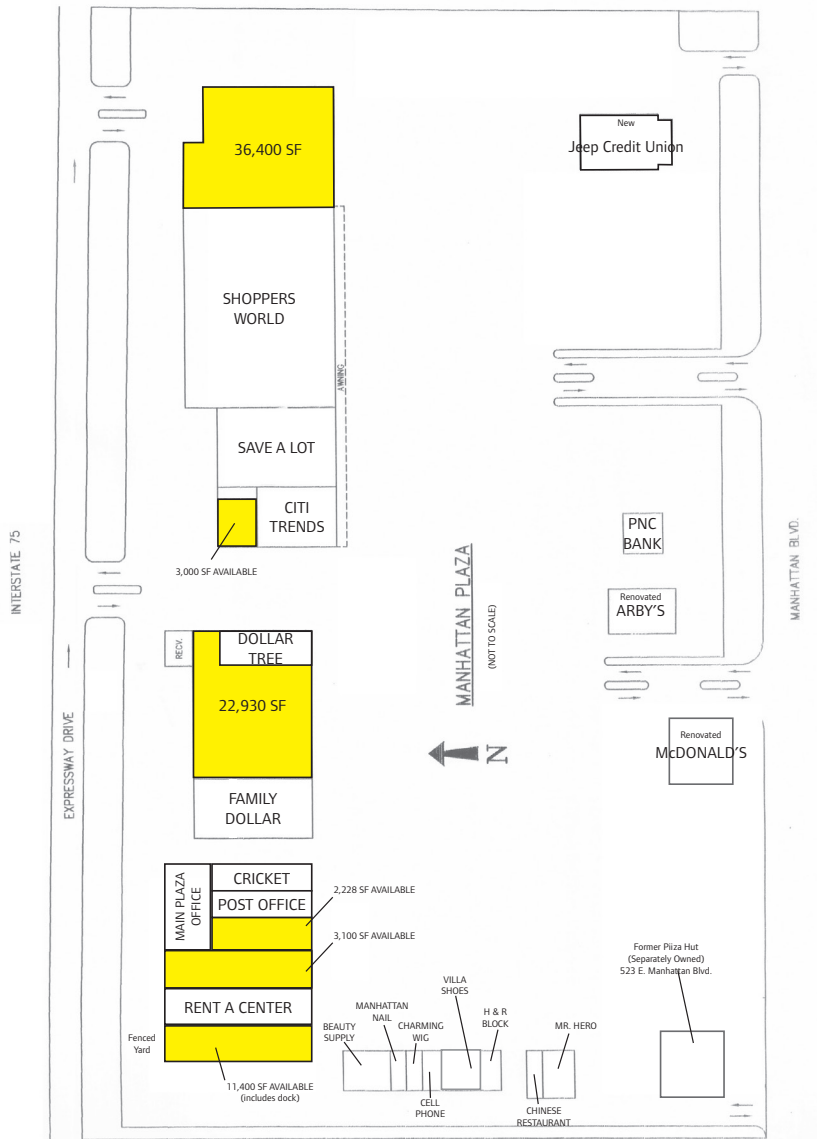 36,400 SF
New
Jeep Credit Union
SHOPPERS
WORLD
AWNING
SAVE A LOT
CITI
TRENDS
3,000 SF AVAILABLE
PNC
BANK
INTERSTATE 75
MANHATTAN BLVD.
Renovated
ARBY'S
MANHATTAN PLAZA
(NOT TO SCALE)
RECV.
DOLLAR
TREE
22,930 SF
EXPRESSWAY DRIVE
N
Renovated
McDONALD'S
FAMILY
DOLLAR
MAIN PLAZA
OFFICE
CRICKET
POST OFFICE
2,228 SF AVAILABLE
3,100 SF AVAILABLE
RENT A CENTER
Fenced
Yard
11,400 SF AVAILABLE
(includes dock)
BEAUTY
SUPPLY
MANHATTAN
NAIL
CHARMING
WIG
CELL
PHONE
VILLA
SHOES
H & R
BLOCK
MR. HERO
CHINESE
RESTAURANT
Former Piiza Hut
(Separately Owned)
523 E. Manhattan Blvd.